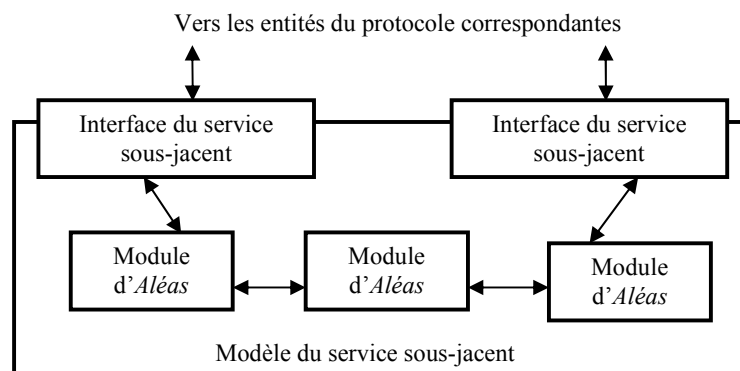 Vers les entités du protocole correspondantes
Interface du service
sous-jacent
Interface du service
sous-jacent
Module
d'Aléas
Module
d'Aléas
Module
d'Aléas
Modèle du service sous-jacent